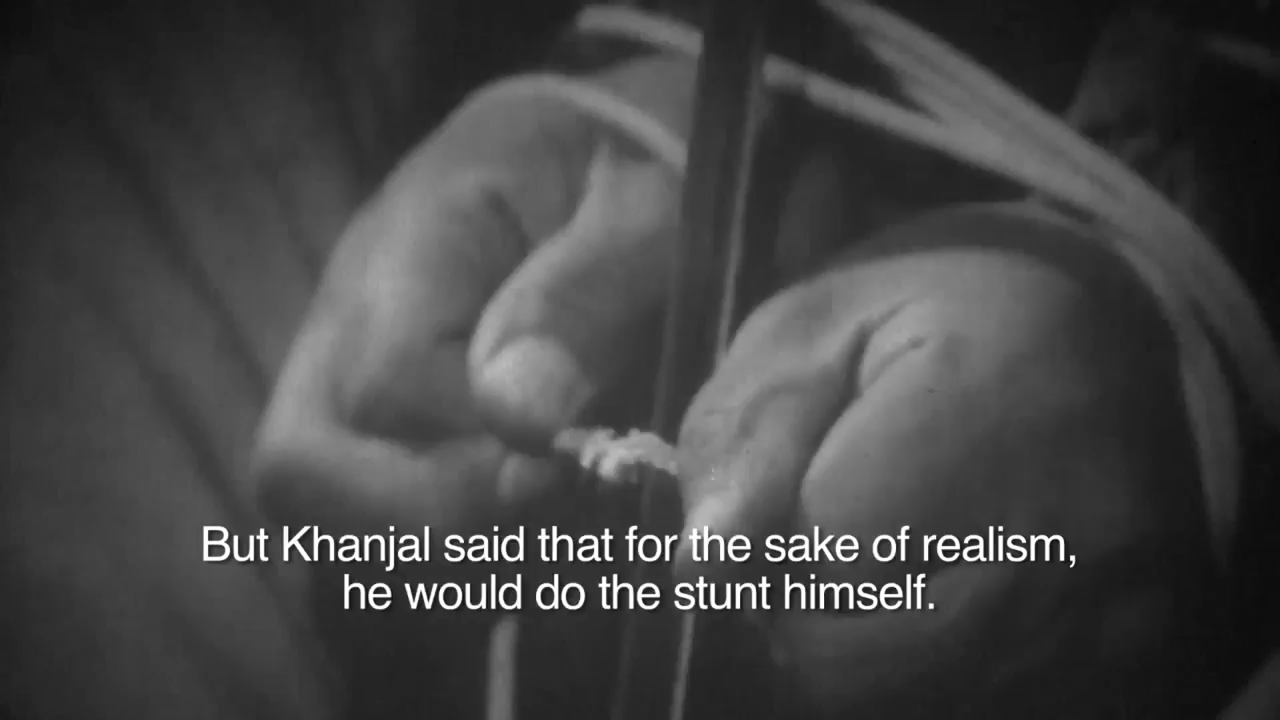 But Khanjal said that for the sake of realism,
he would do the stunt himself.